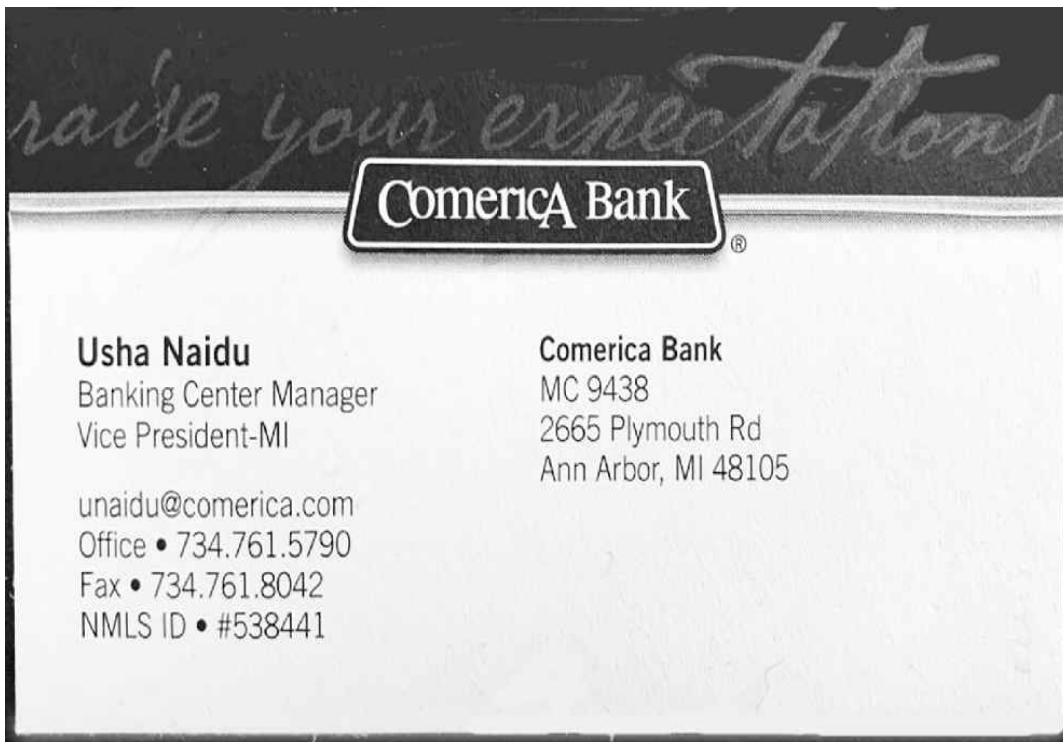 raise your expectations
ComericA Bank
®
Usha Naidu
Banking Center Manager
Vice President-MI
unaidu@comerica.com
Office • 734.761.5790
Fax • 734.761.8042
NMLS ID • #538441
Comerica Bank
MC 9438
2665 Plymouth Rd
Ann Arbor, MI 48105